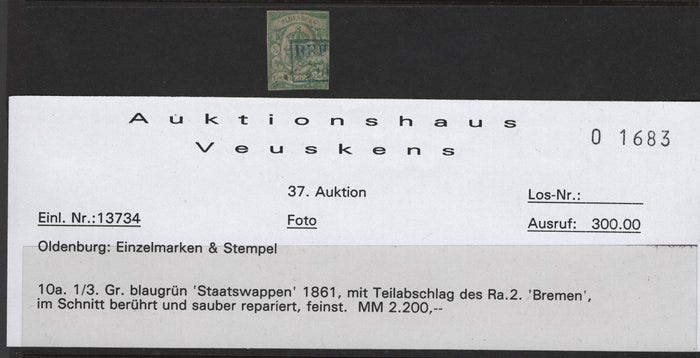 OLDENBURG
BRE
Auktionshaus
Veuskens
0 1683
37. Auktion
Los-Nr.:
Einl. Nr.:13734
Foto
Ausruf: 300.00
Oldenburg: Einzelmarken & Stempel
10a. 1/3. Gr. blaugrün 'Staatswappen' 1861, mit Teilabschlag des Ra.2. 'Bremen',
im Schnitt berührt und sauber repariert, feinst. MM 2.200,--